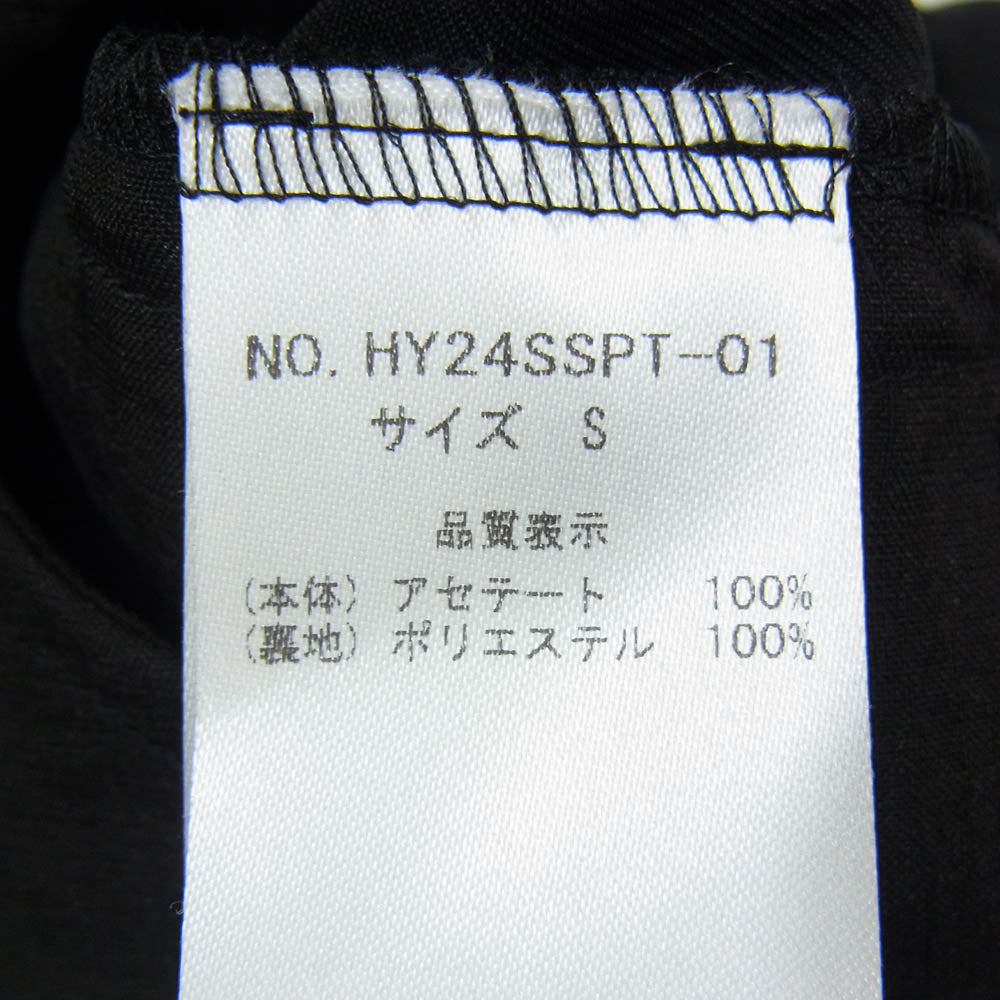 NO. HY24SSPT-01
サイズ S
品質表示
(本体) アセテート 100%
(裏地) ポリエステル 100%